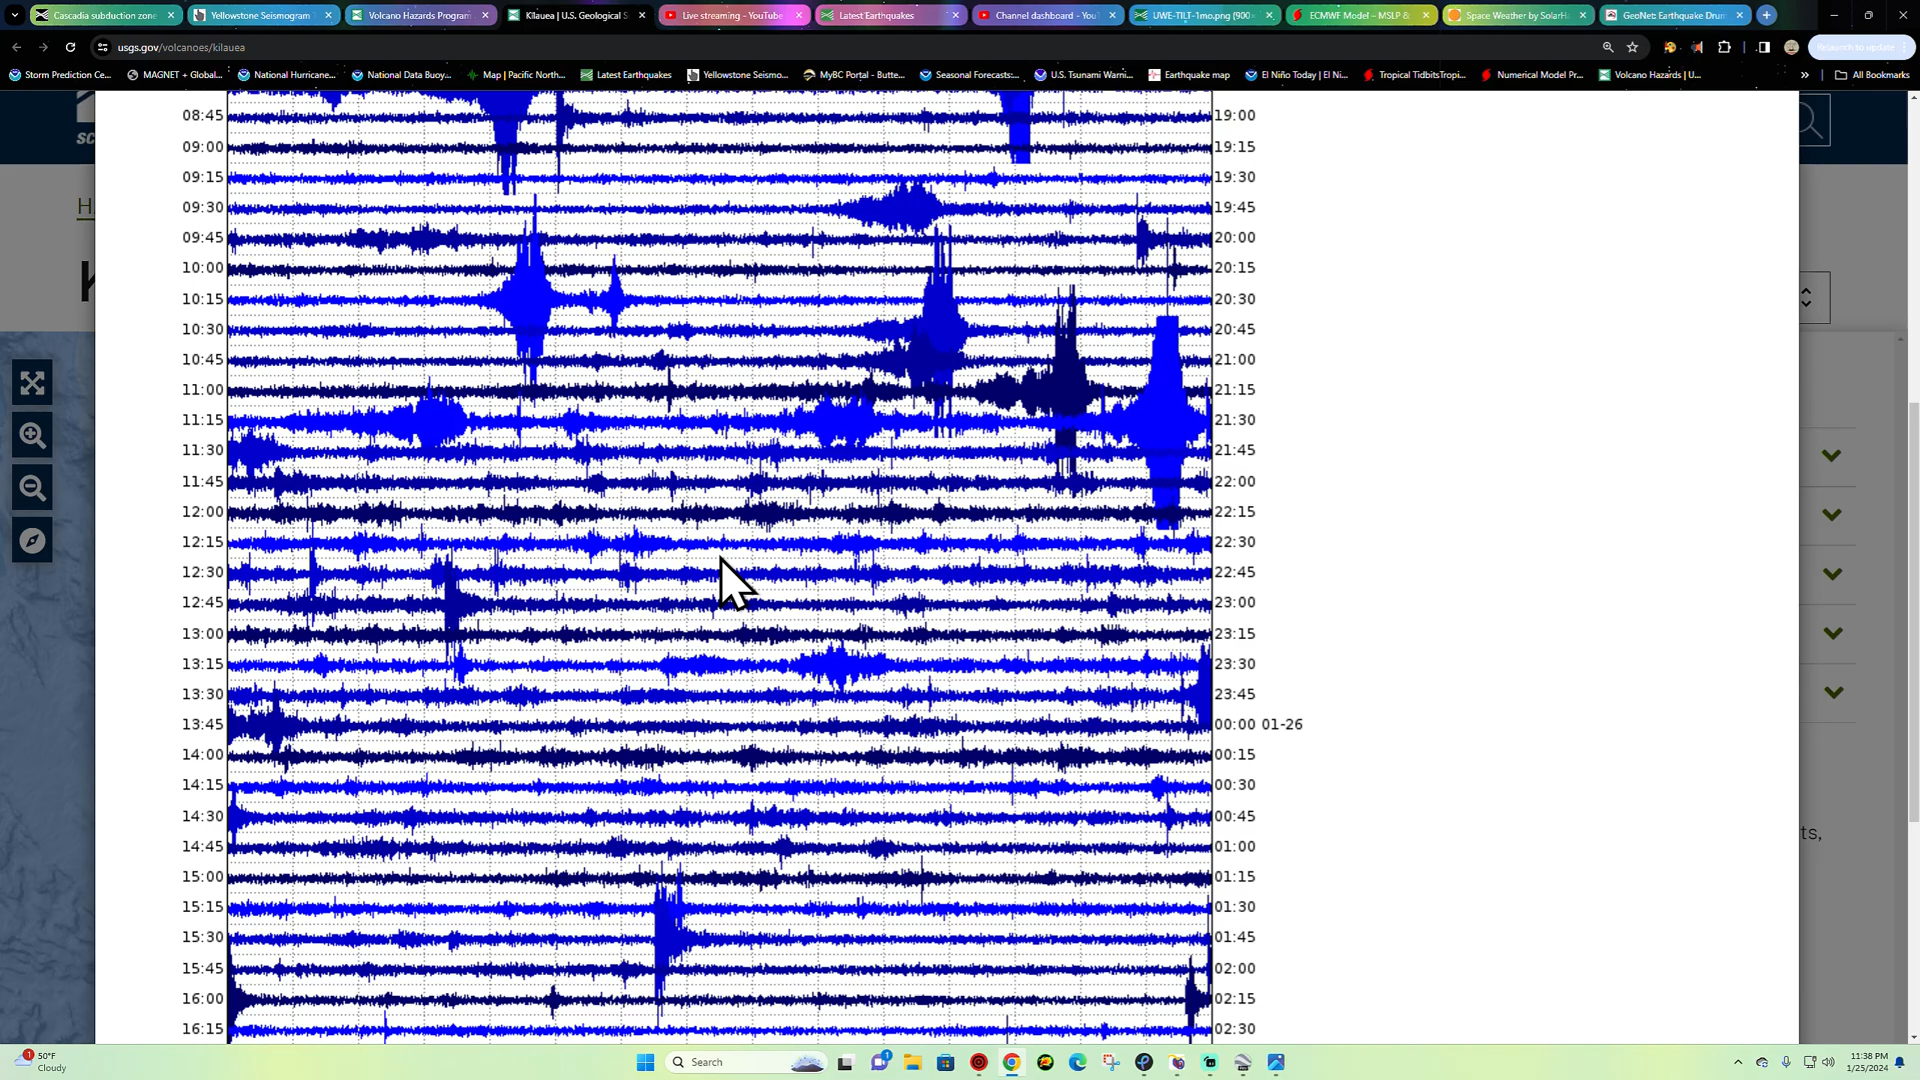 Cascadia subduction zone
Yellowstone Seismogram
Volcano Hazards Program
Kilauea | U.S. Geological S
Live streaming - YouTube
Latest Earthquakes
Channel dashboard - YouT
UWE-TILT-1mo.png (900×
ECMWF Model – MSLP &
Space Weather by SolarHa
GeoNet: Earthquake Drum
usgs.gov/volcanoes/kilauea
Relaunch to update
Storm Prediction Ce...
MAGNET + Global...
National Hurricane...
National Data Buoy...
Map | Pacific North...
Latest Earthquakes
Yellowstone Seismo...
MyBC Portal - Butte...
Seasonal Forecasts:...
U.S. Tsunami Warni...
Earthquake map
El Niño Today | El Ni...
Tropical TidbitsTropi...
Numerical Model Pr...
Volcano Hazards | U...
All Bookmarks
08:45 19:00
09:00 19:15
09:15 19:30
09:30 19:45
09:45 20:00
10:00 20:15
10:15 20:30
10:30 20:45
10:45 21:00
11:00 21:15
11:15 21:30
11:30 21:45
11:45 22:00
12:00 22:15
12:15 22:30
12:30 22:45
12:45 23:00
13:00 23:15
13:15 23:30
13:30 23:45
13:45 00:00 01-26
14:00 00:15
14:15 00:30
14:30 00:45
14:45 01:00
15:00 01:15
15:15 01:30
15:30 01:45
15:45 02:00
16:00 02:15
16:15 02:30
sc
H
K
ts,
1
50°F
Cloudy
Search
1
11:38 PM
1/25/2024